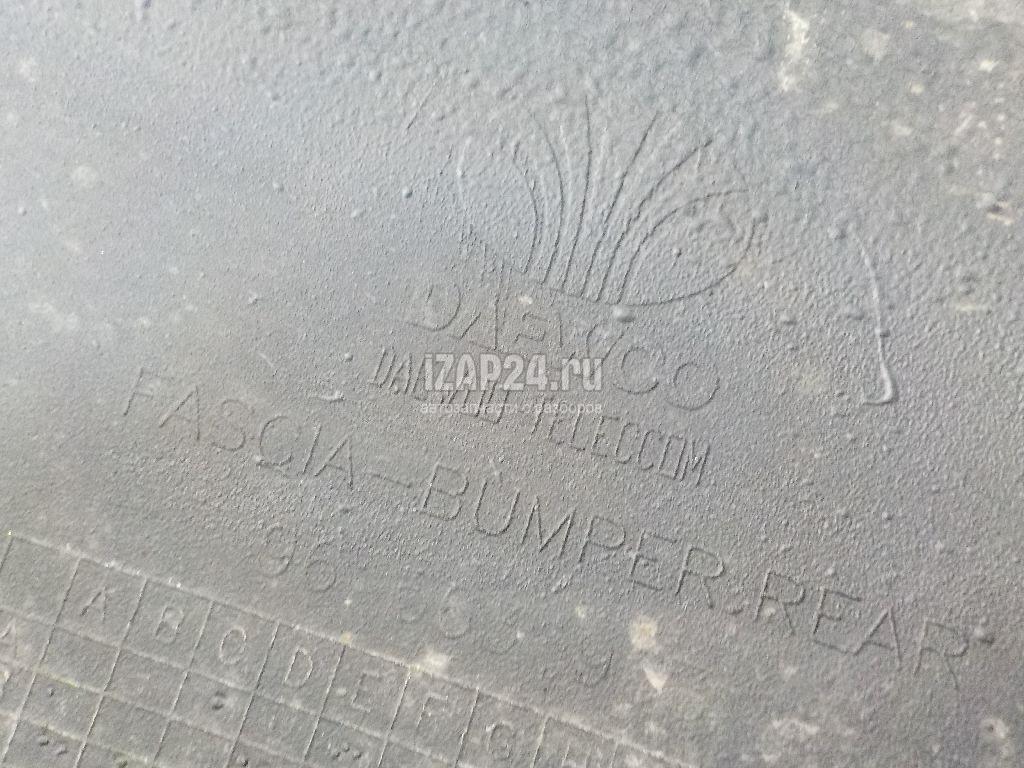 DAEWOO
iZAP24.ru
автозапчасти с разборов
TELECOM
FASCIA-BUMPER.REAR
A B C D E F G
A